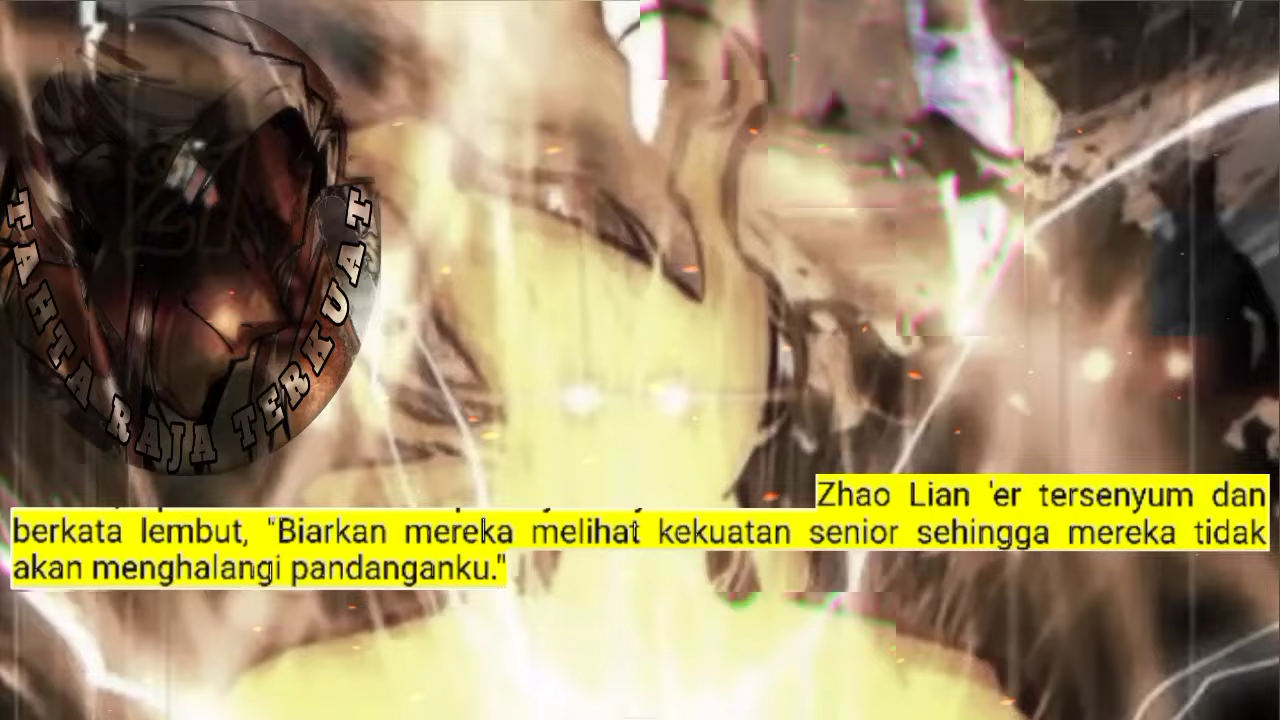 TAHTA RAJA TERKUAT
Zhao Lian 'er tersenyum dan
berkata lembut, "Biarkan mereka melihat kekuatan senior sehingga mereka tidak
akan menghalangi pandanganku."